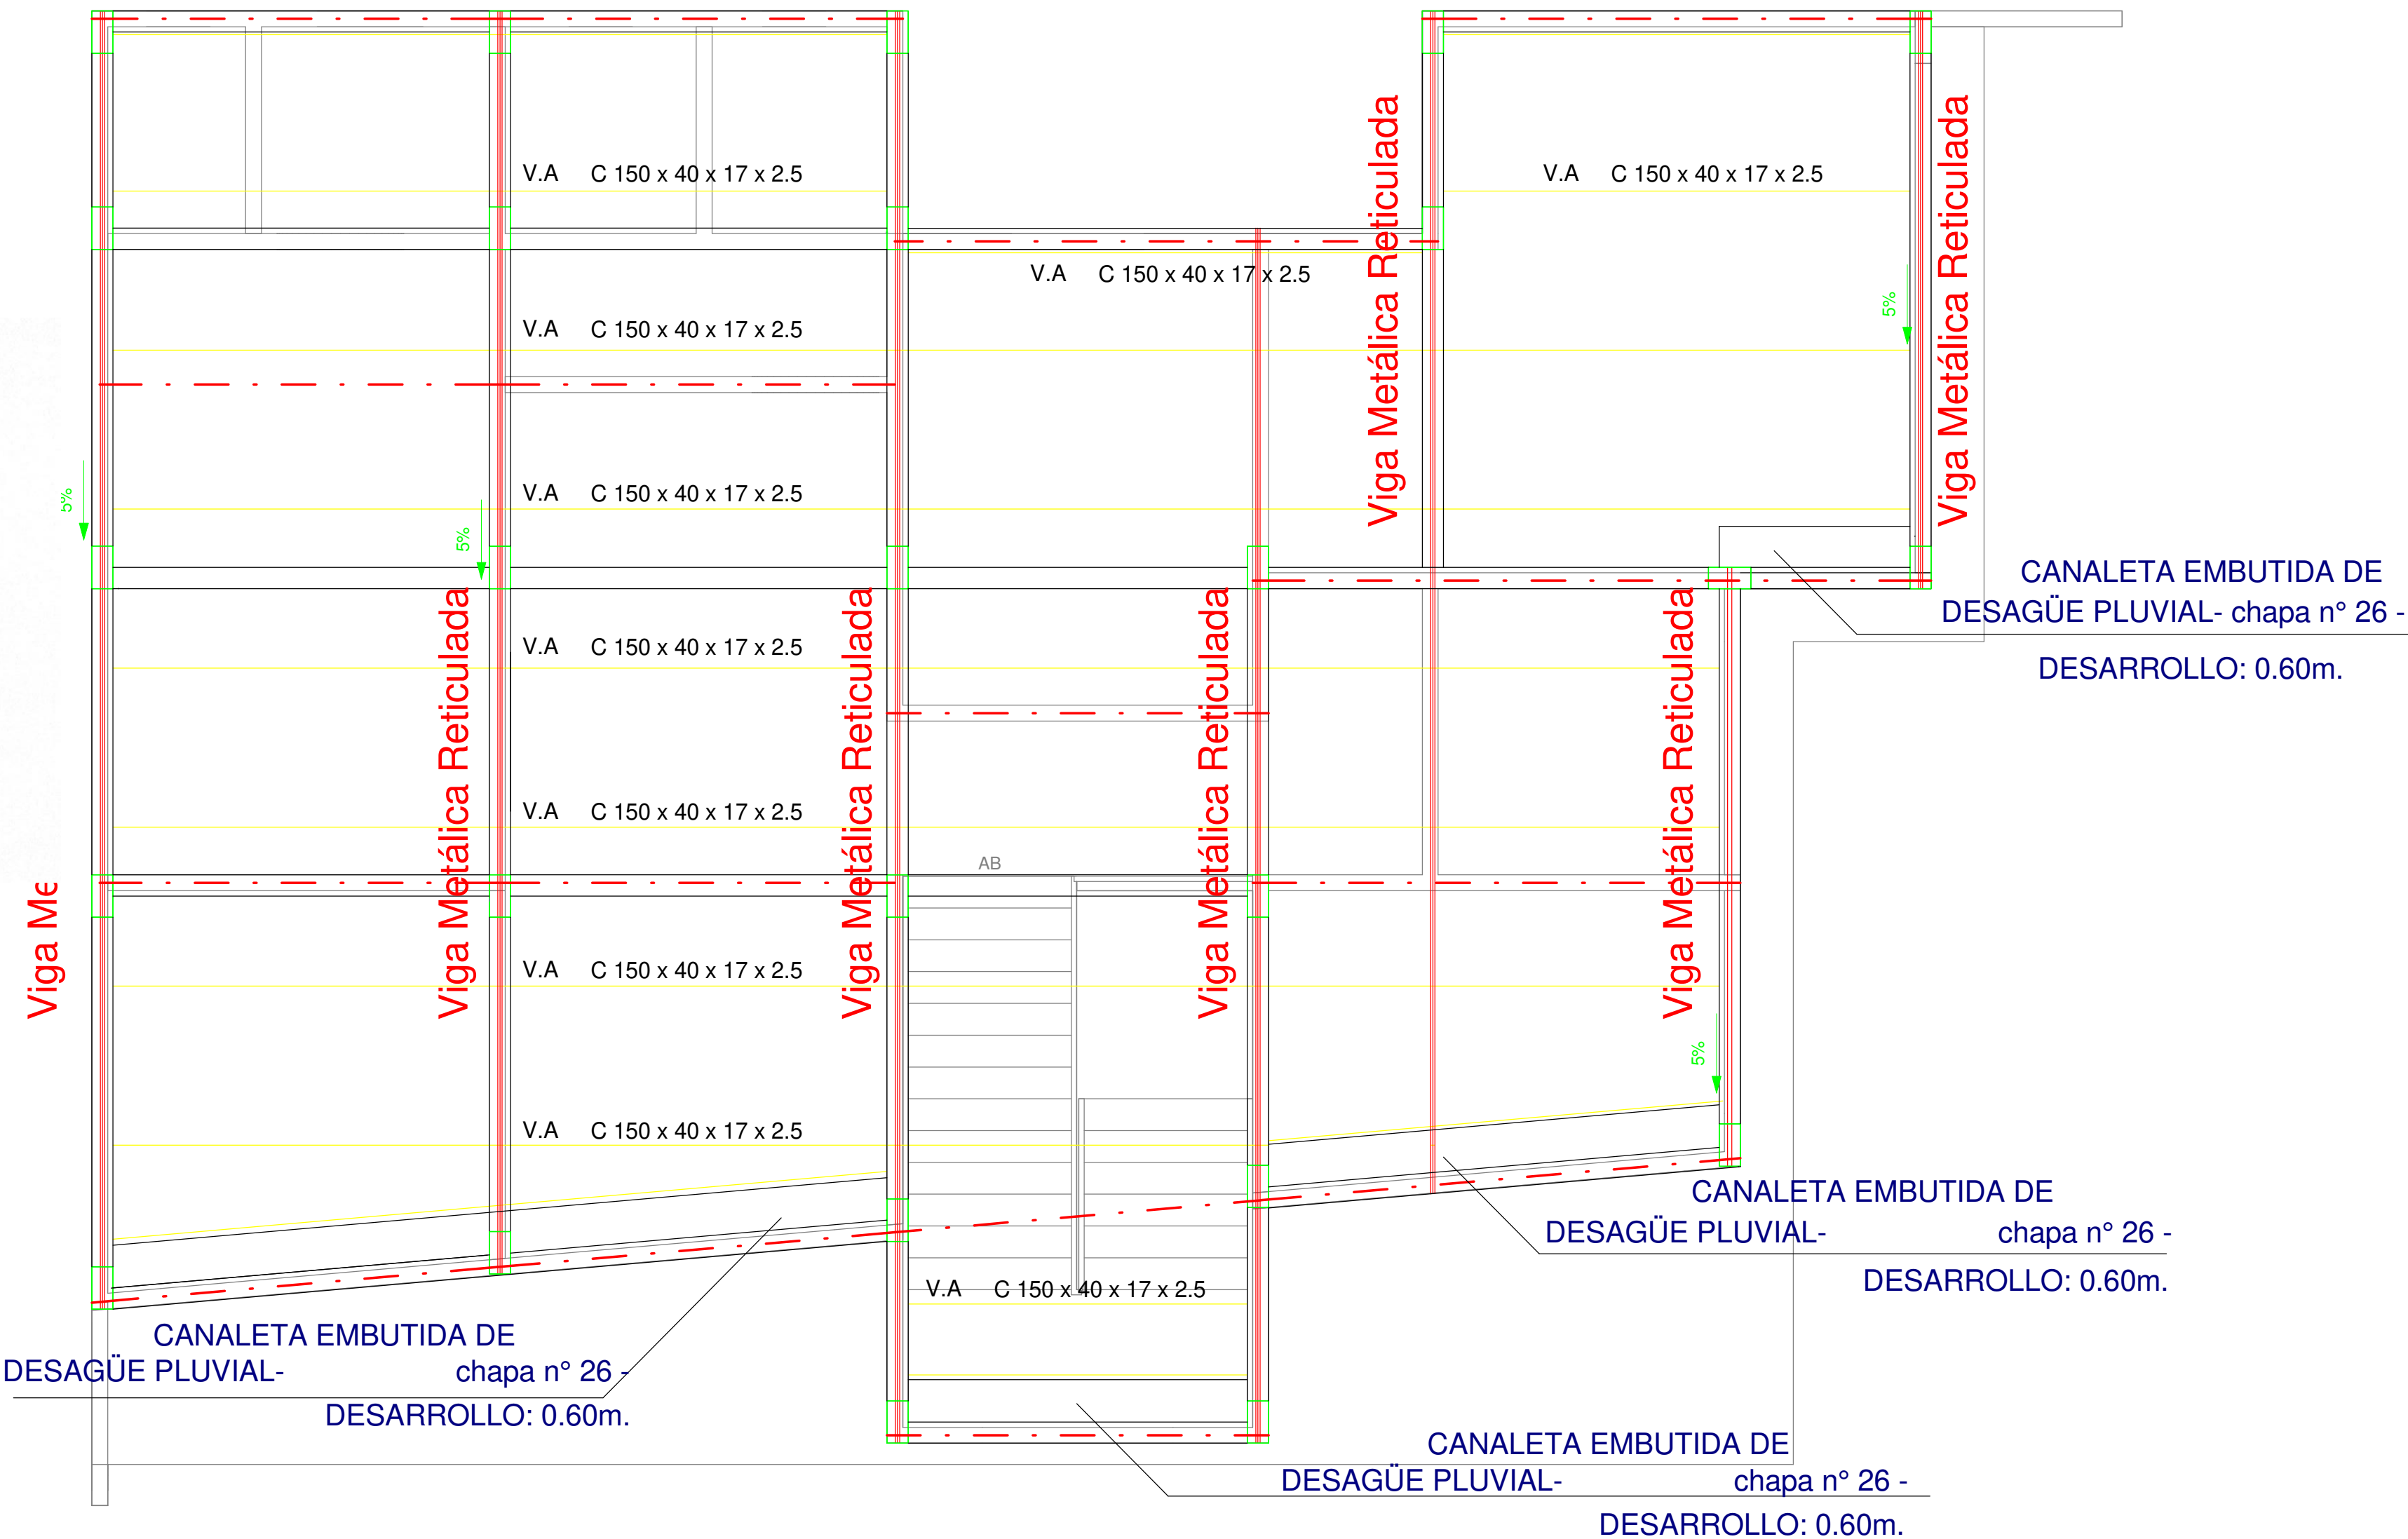 V.A C 150 x 40 x 17 x 2.5
V.A C 150 x 40 x 17 x 2.5
V.A C 150 x 40 x 17 x 2.5
V.A C 150 x 40 x 17 x 2.5
V.A C 150 x 40 x 17 x 2.5
V.A C 150 x 40 x 17 x 2.5
V.A C 150 x 40 x 17 x 2.5
V.A C 150 x 40 x 17 x 2.5
V.A C 150 x 40 x 17 x 2.5
V.A C 150 x 40 x 17 x 2.5
Viga Metálica Reticulada
Viga Metálica Reticulada
5%
5%
5%
CANALETA EMBUTIDA DE
DESAGÜE PLUVIAL- chapa n° 26 -
DESARROLLO: 0.60m.
Viga Me
Viga Metálica Reticulada
Viga Metálica Reticulada
Viga Metálica Reticulada
Viga Metálica Reticulada
AB
5%
CANALETA EMBUTIDA DE
DESAGÜE PLUVIAL- chapa n° 26 -
DESARROLLO: 0.60m.
CANALETA EMBUTIDA DE
DESAGÜE PLUVIAL- chapa n° 26 -
DESARROLLO: 0.60m.
CANALETA EMBUTIDA DE
DESAGÜE PLUVIAL- chapa n° 26 -
DESARROLLO: 0.60m.